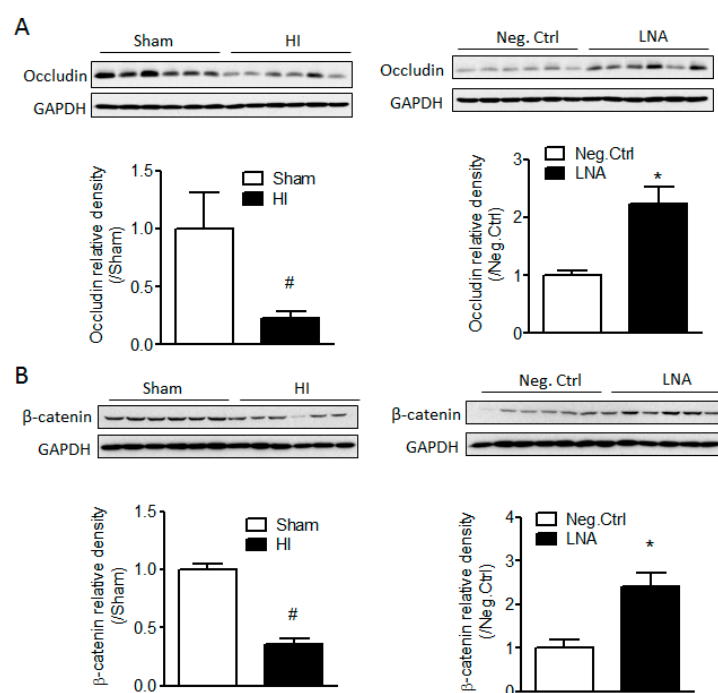 A
Sham HI
Occludin
GAPDH
Neg. Ctrl LNA
Occludin
GAPDH
Occludin relative density
(/Sham)
1.5
1.0
0.5
0.0
Sham
HI
#
Occludin relative density
(/Neg.Ctrl)
3
2
1
0
Neg.Ctrl
LNA
*
B
Sham HI
β-catenin
GAPDH
Neg. Ctrl LNA
β-catenin
GAPDH
β-catenin relative density
(/Sham)
1.5
1.0
0.5
0.0
Sham
HI
#
β-catenin relative density
(/Neg.Ctrl)
4
3
2
1
0
Neg.Ctrl
LNA
*